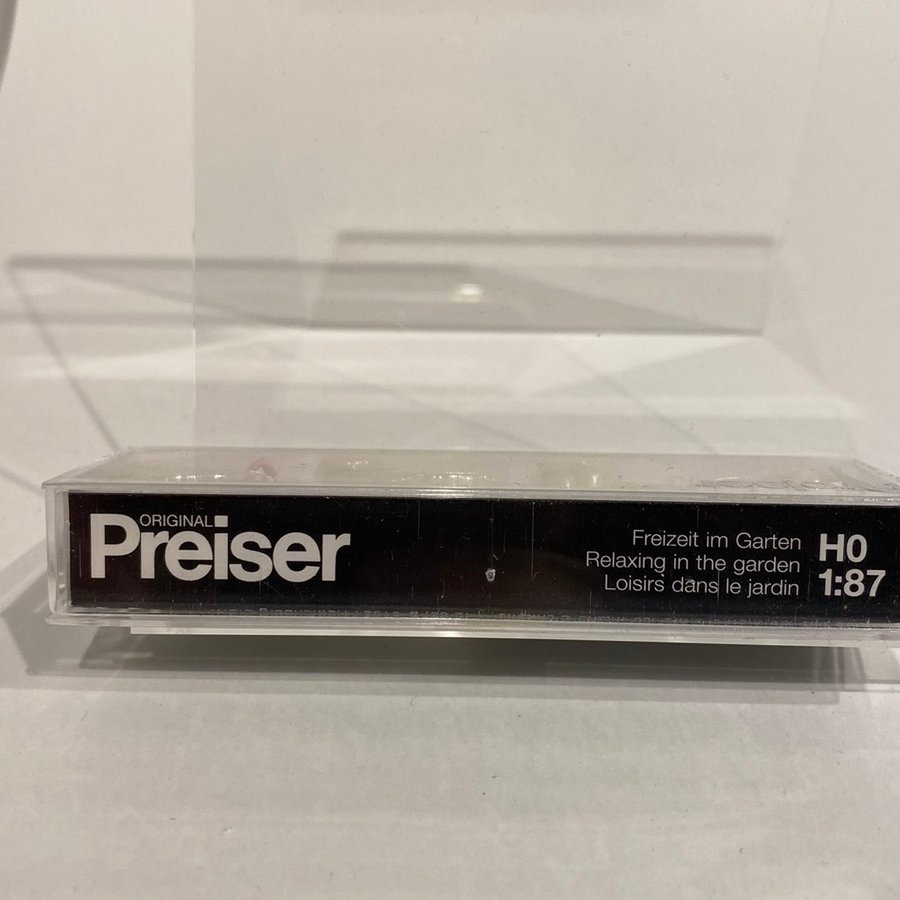 ORIGINAL
Preiser
Freizeit im Garten
Relaxing in the garden
Loisirs dans le jardin
H0
1:87